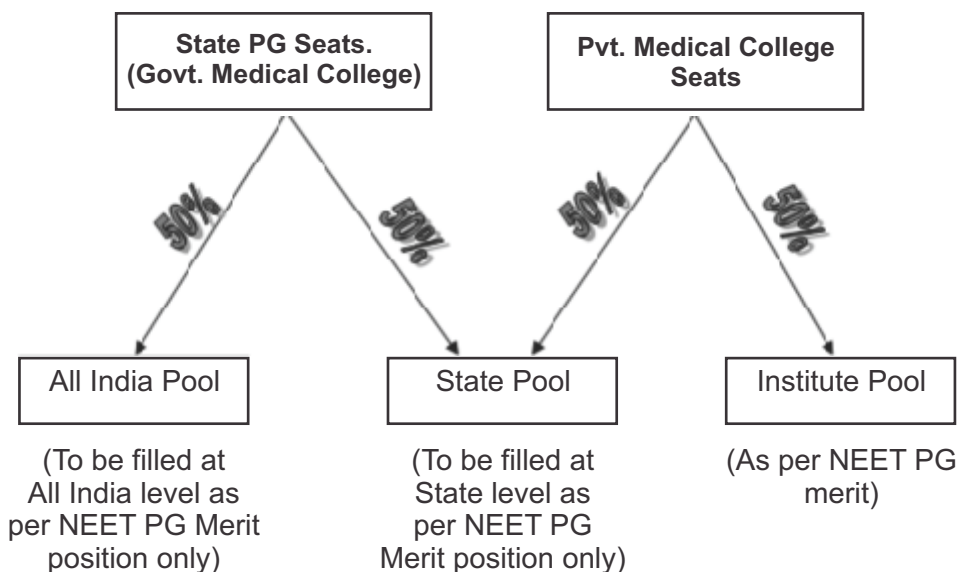 State PG Seats.
(Govt. Medical College)
Pvt. Medical College
Seats
50%
50%
50%
50%
All India Pool
State Pool
Institute Pool
(To be filled at
All India level as
per NEET PG Merit
position only)
(To be filled at
State level as
per NEET PG
Merit position only)
(As per NEET PG
merit)